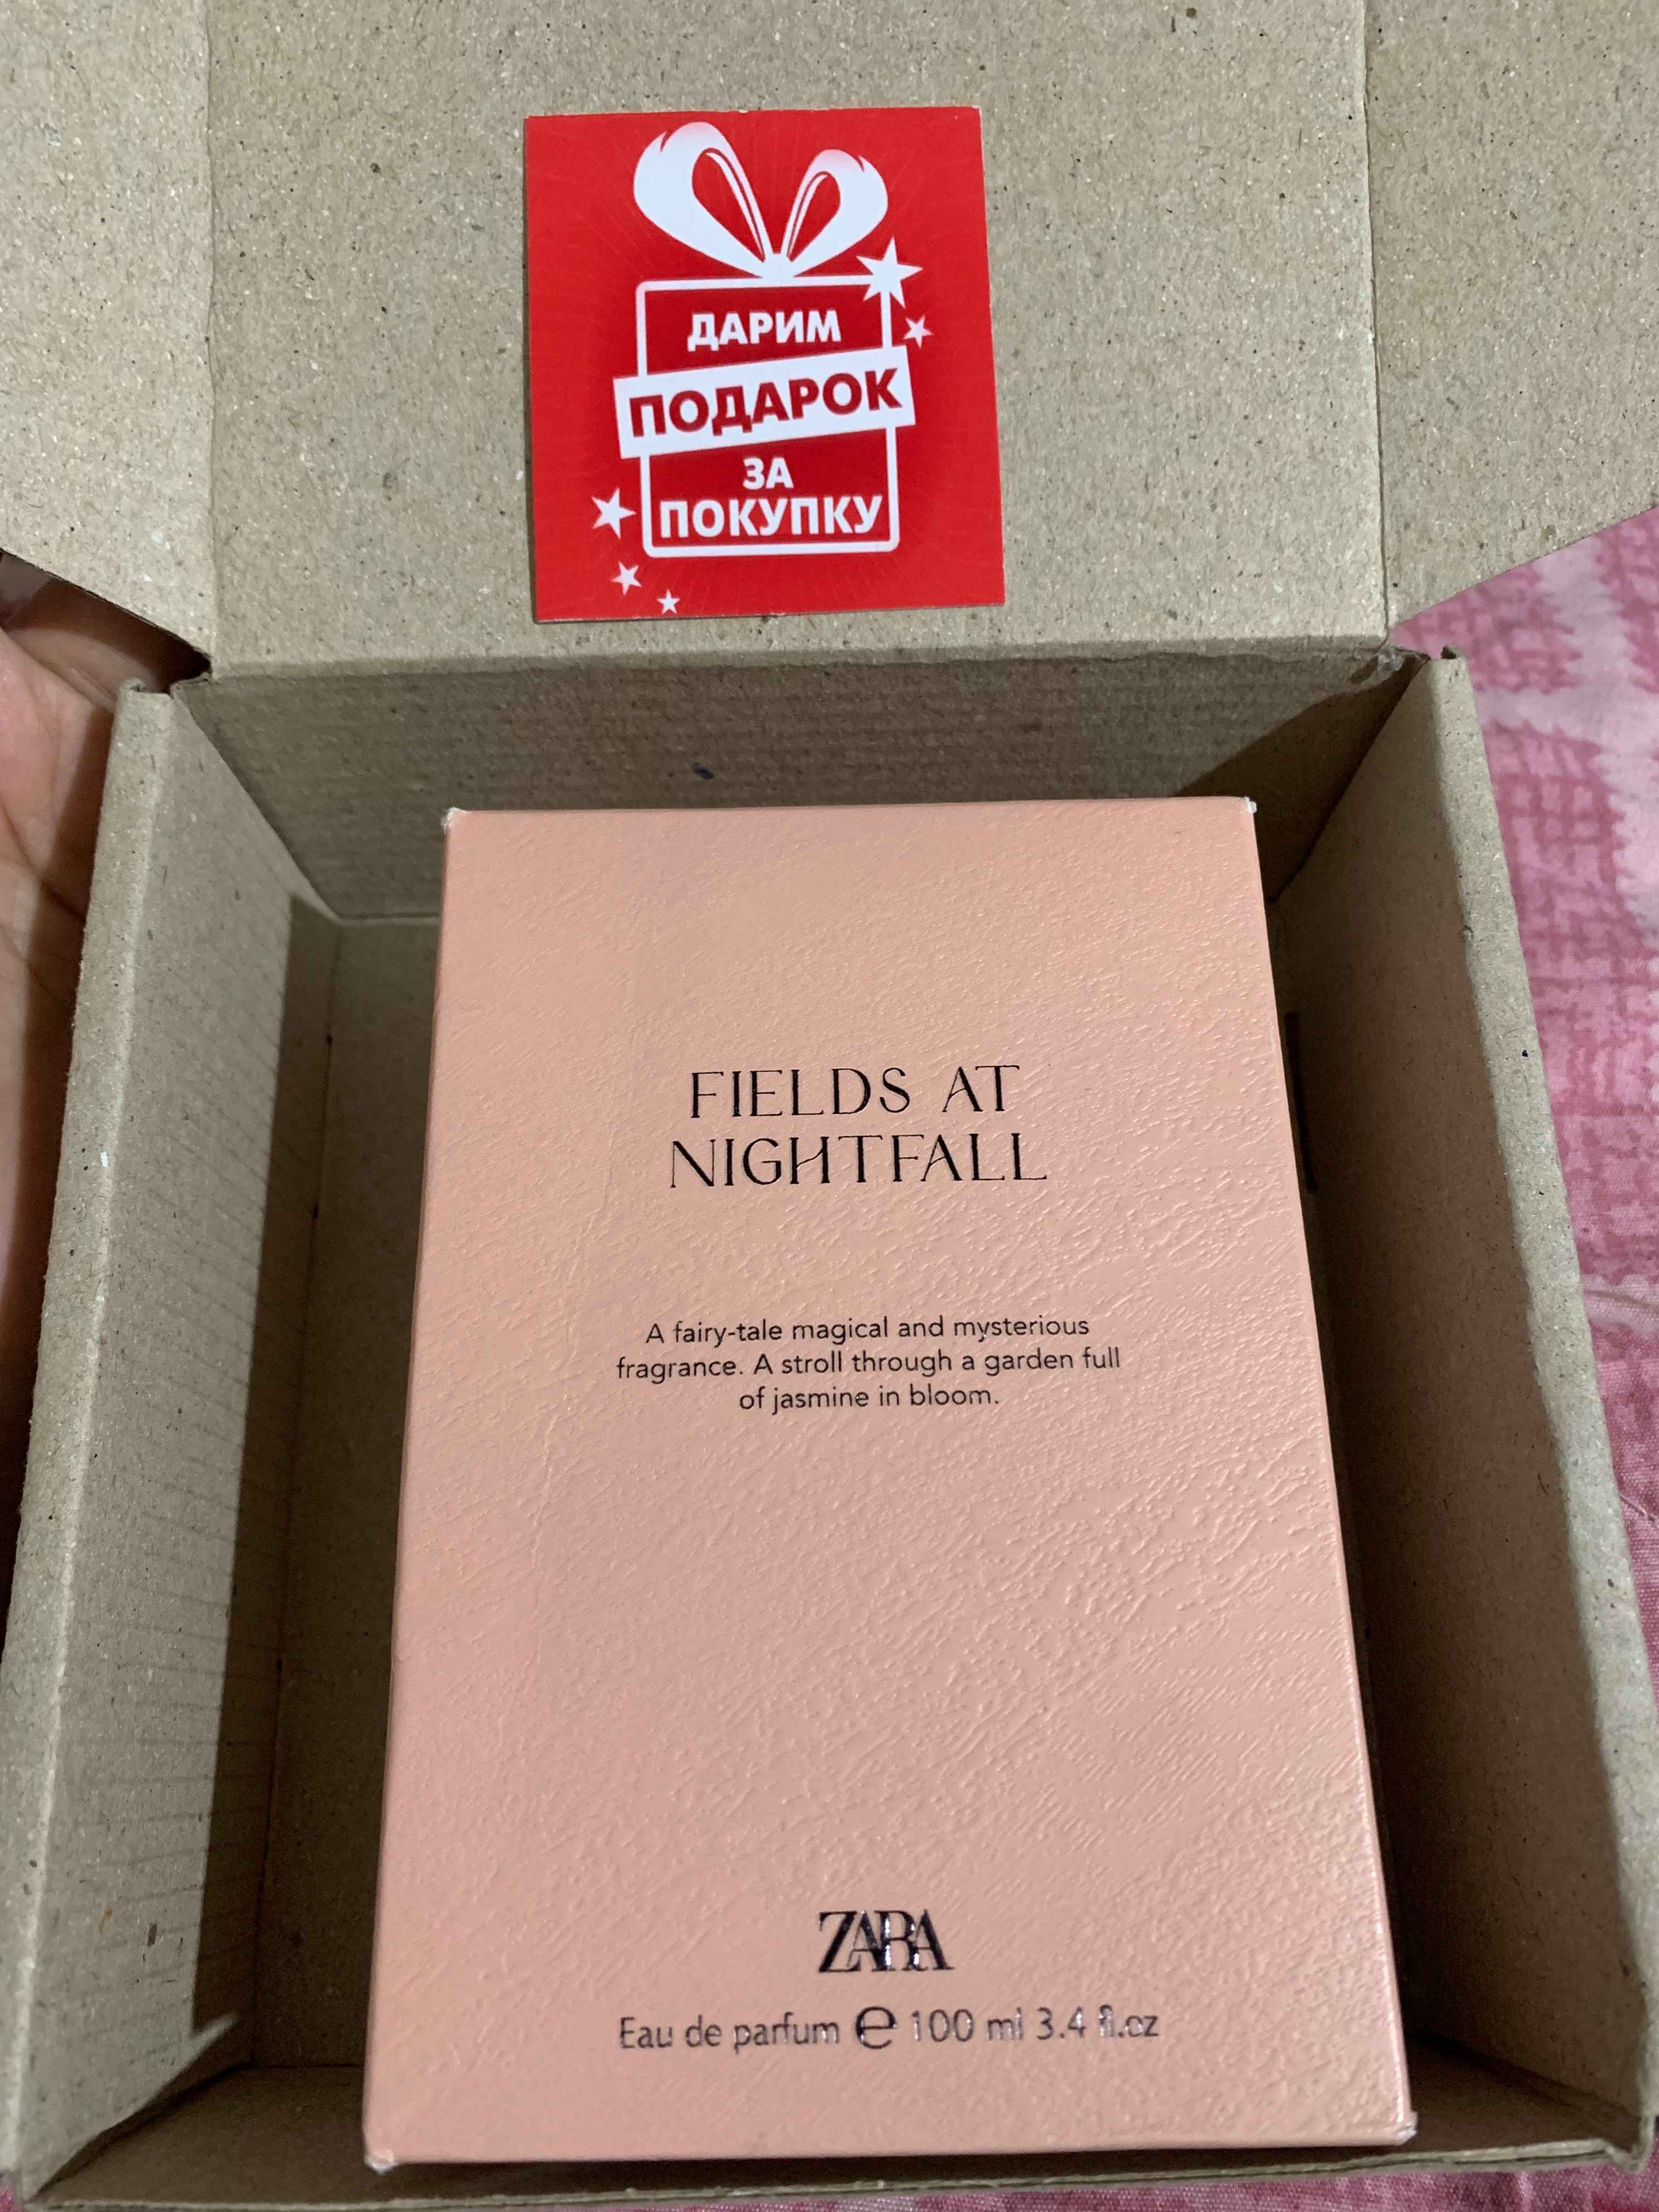 ДАРИМ
ПОДАРОК
ЗА
ПОКУПКУ
FIELDS AT
NIGHTFALL
A fairy-tale magical and mysterious
fragrance. A stroll through a garden full
of jasmine in bloom.
ZARA
Eau de parfum e 100 ml 3.4 fl.oz